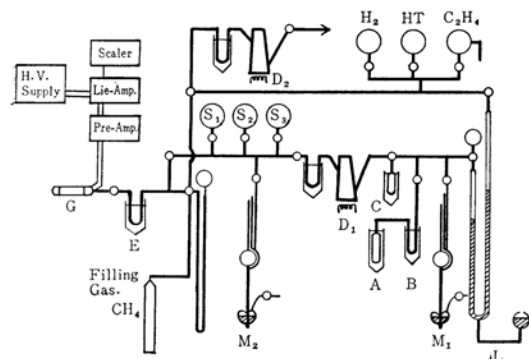 H₂ HT C₂H₄
Scaler
H.V.
Supply
Lie-Amp.
Pre-Amp.
D₂
S₁ S₂ S₃
G
E
C
D₁
A
B
Filling
Gas.
CH₄
M₂
M₁